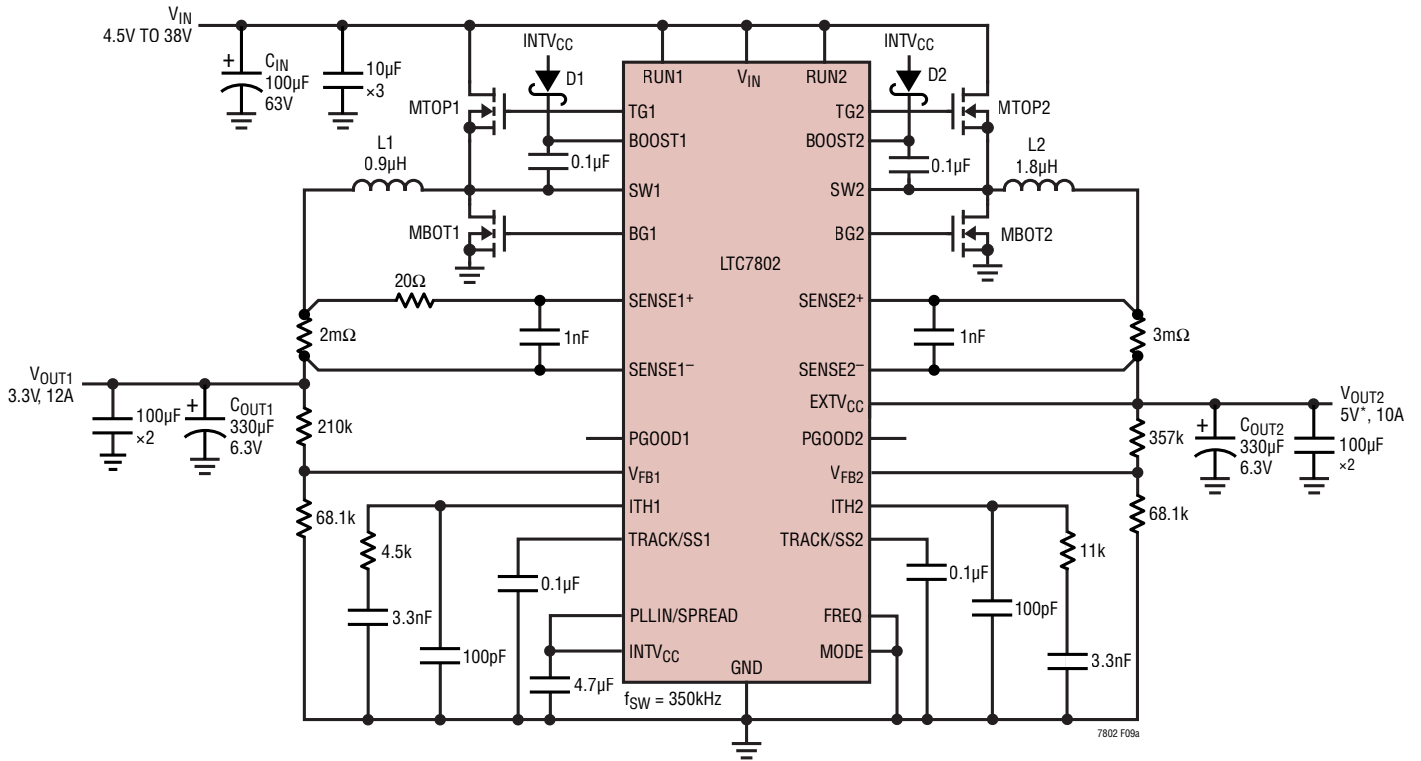 V_IN
4.5V TO 38V
+
C_IN
100µF
63V
10µF
×3
MTOP1
INTV_CC
D1
0.1µF
L1
0.9µH
MBOT1
20Ω
2mΩ
1nF
V_OUT1
3.3V, 12A
100µF
×2
+
C_OUT1
330µF
6.3V
210k
68.1k
4.5k
3.3nF
100pF
0.1µF
4.7µF
RUN1
V_IN
RUN2
TG1
BOOST1
SW1
BG1
LTC7802
SENSE1+
SENSE1–
PGOOD1
V_FB1
ITH1
TRACK/SS1
PLLIN/SPREAD
INTV_CC
GND
f_SW = 350kHz
TG2
BOOST2
SW2
BG2
SENSE2+
SENSE2–
EXTV_CC
PGOOD2
V_FB2
ITH2
TRACK/SS2
FREQ
MODE
INTV_CC
D2
0.1µF
MTOP2
L2
1.8µH
MBOT2
1nF
3mΩ
V_OUT2
5V*, 10A
357k
+
C_OUT2
330µF
6.3V
100µF
×2
68.1k
0.1µF
100pF
11k
3.3nF
7802 F09a